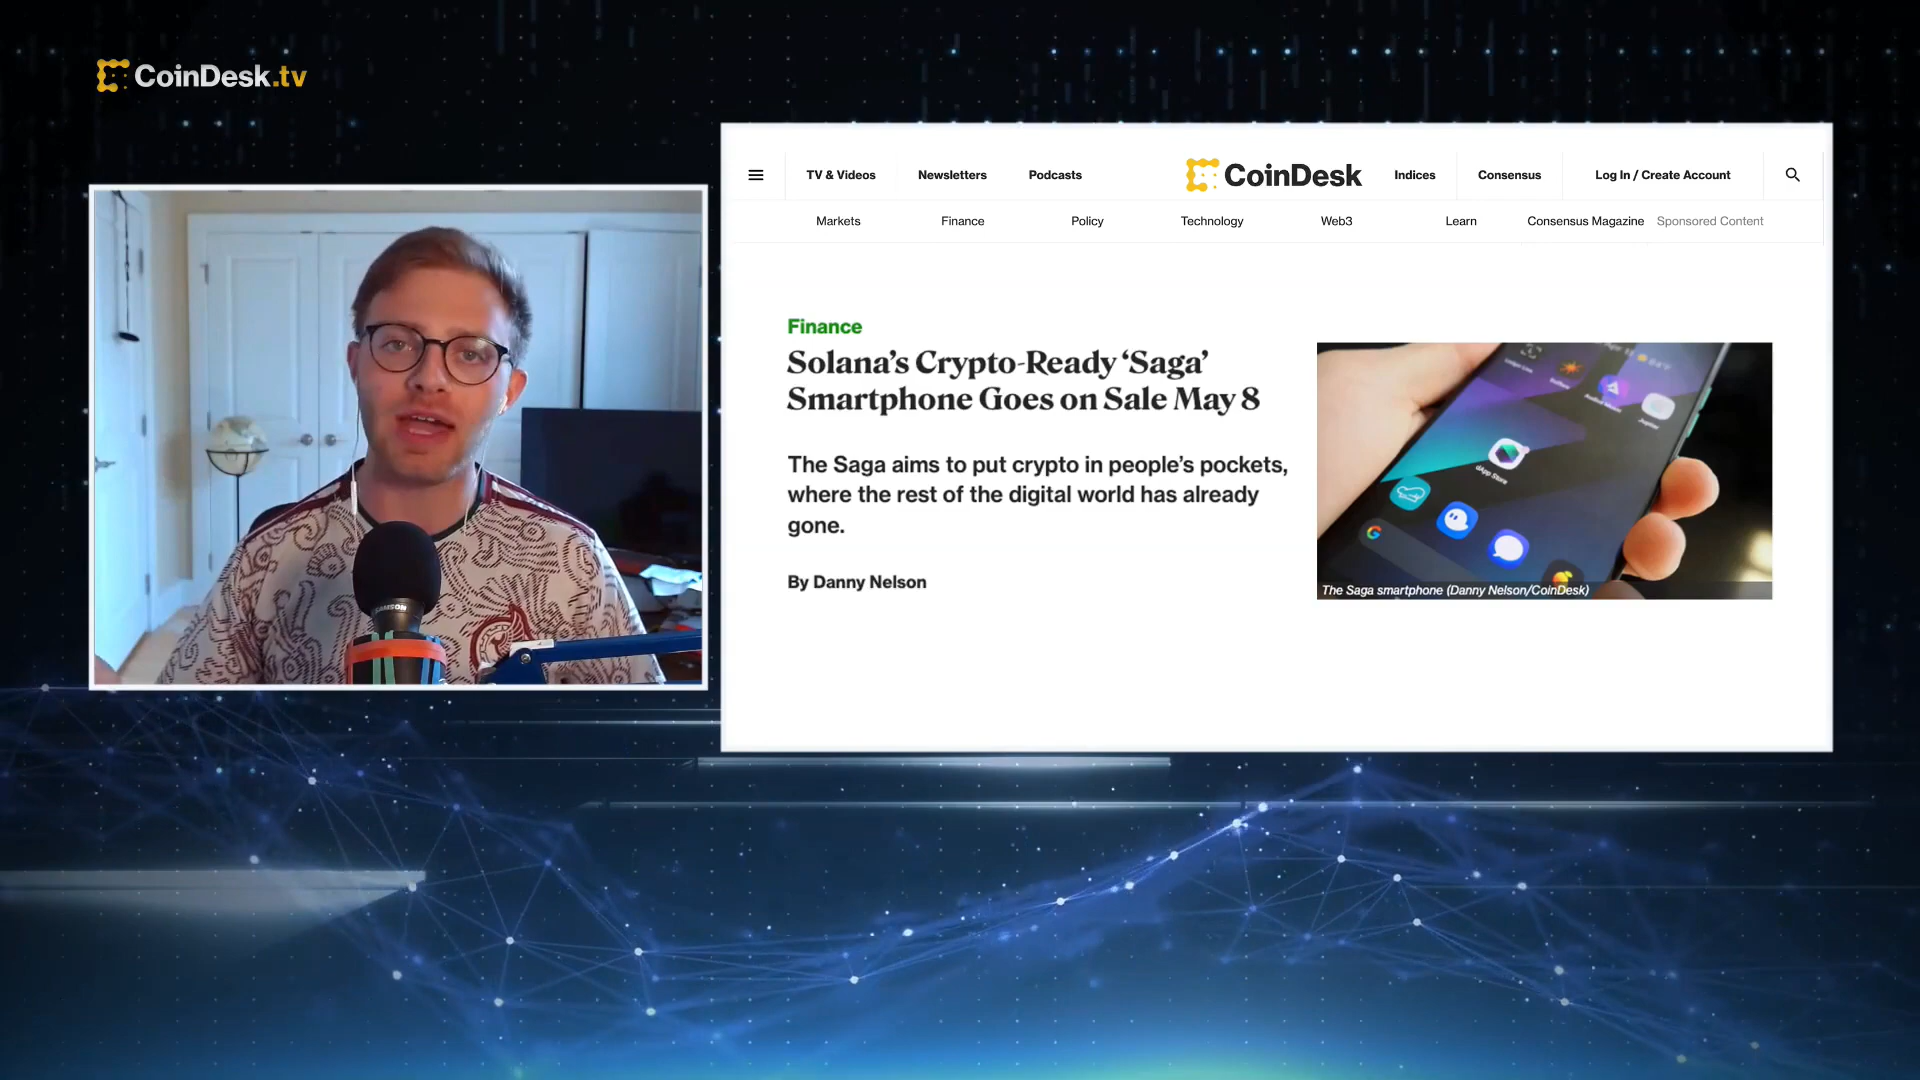 CoinDesk.tv
TV & Videos
Newsletters
Podcasts
CoinDesk
Indices
Consensus
Log In / Create Account
Markets
Finance
Policy
Technology
Web3
Learn
Consensus Magazine
Sponsored Content
Finance
Solana’s Crypto-Ready ‘Saga’
Smartphone Goes on Sale May 8
The Saga aims to put crypto in people’s pockets,
where the rest of the digital world has already
gone.
By Danny Nelson
dApp Store
The Saga smartphone (Danny Nelson/CoinDesk)
SAMSON